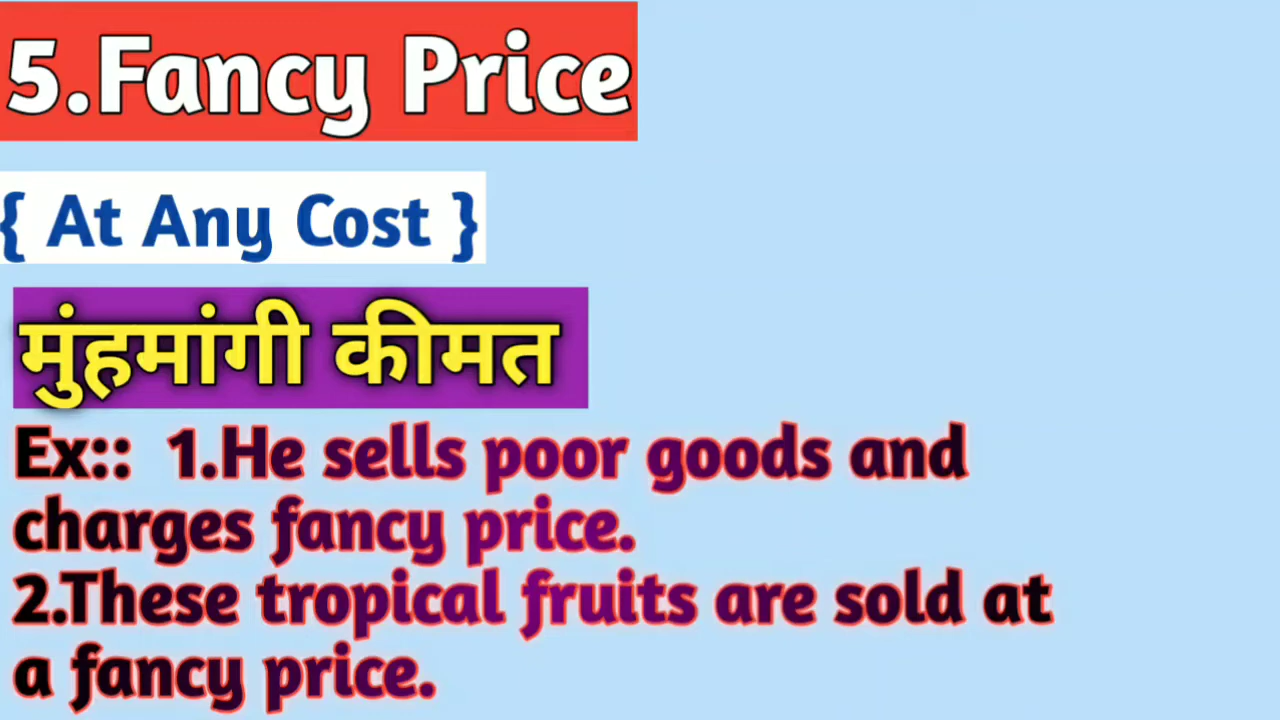 5.Fancy Price
{ At Any Cost }
मुंहमांगी कीमत
Ex:: 1.He sells poor goods and
charges fancy price.
2.These tropical fruits are sold at
a fancy price.